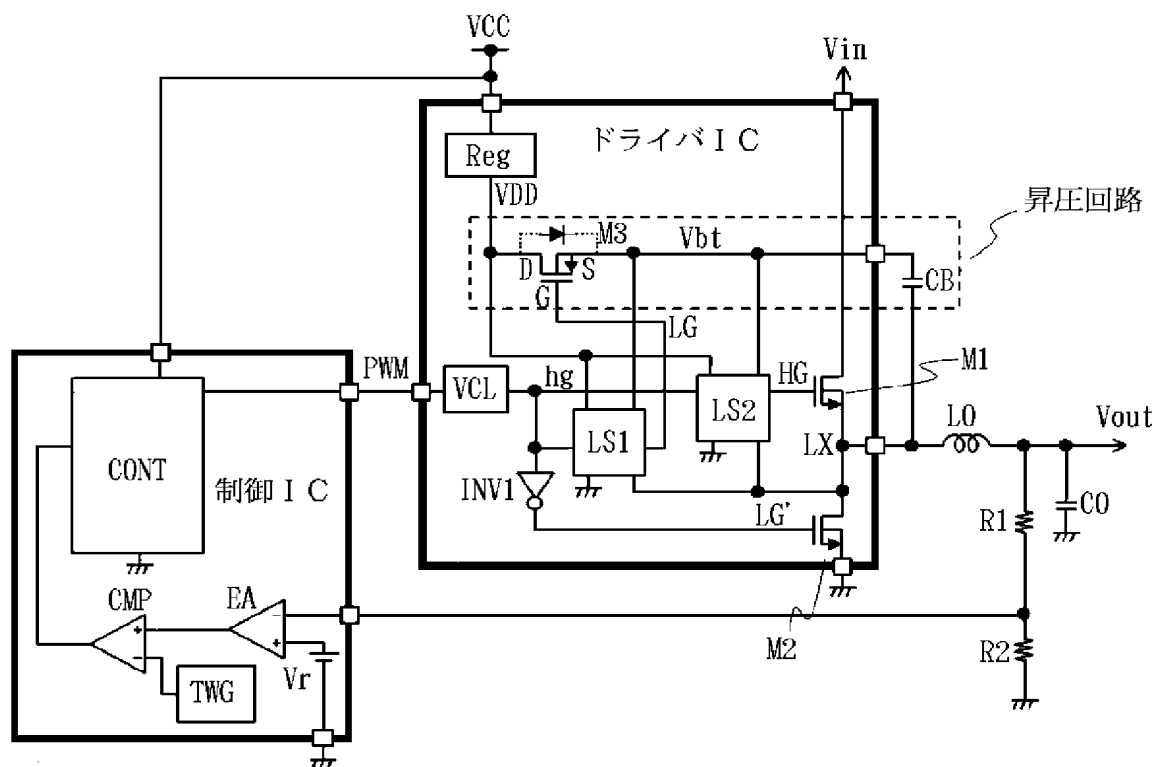 VCC
Vin
ドライバIC
Reg
VDD
昇圧回路
M3
Vbt
D
S
G
CB
LG
PWM
VCL
hg
HG
M1
LS1
LS2
LX
LO
Vout
CONT
制御IC
INV1
LG'
R1
CO
CMP
EA
M2
R2
Vr
TWG